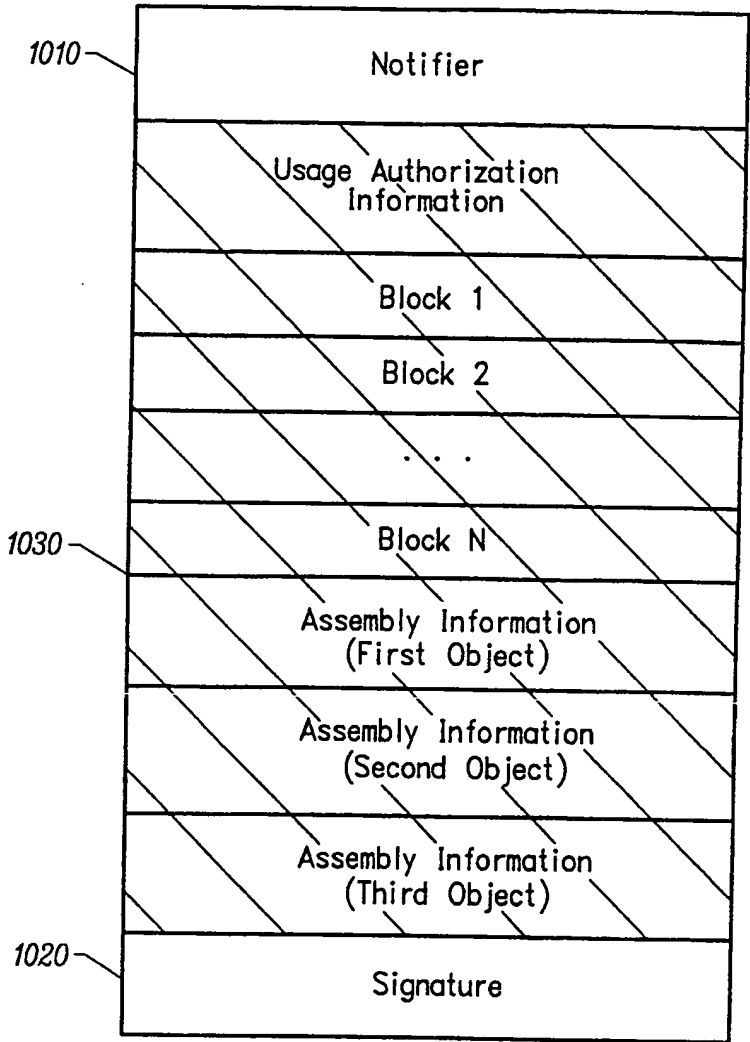 1010
Notifier
Usage Authorization
Information
Block 1
Block 2
. . .
Block N
1030
Assembly Information
(First Object)
Assembly Information
(Second Object)
Assembly Information
(Third Object)
1020
Signature